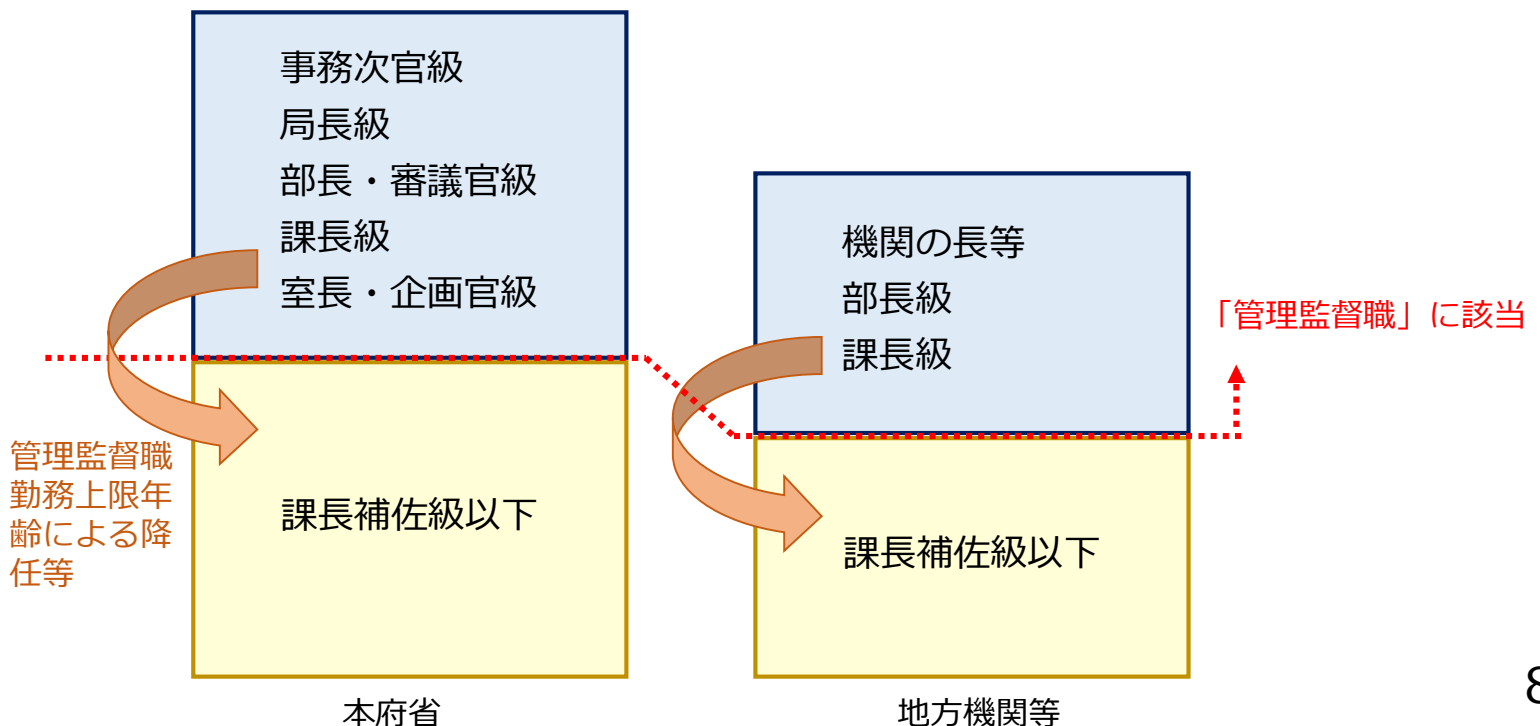 事務次官級
局長級
部長・審議官級
課長級
室長・企画官級
課長補佐級以下
管理監督職
勤務上限年
齢による降
任等
本府省
機関の長等
部長級
課長級
課長補佐級以下
地方機関等
「管理監督職」に該当
8